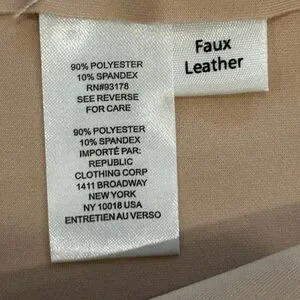 90% POLYESTER
10% SPANDEX
RN#93178
SEE REVERSE
FOR CARE
90% POLYESTER
10% SPANDEX
IMPORTÉ PAR:
REPUBLIC
CLOTHING CORP
1411 BROADWAY
NEW YORK
NY 10018 USA
ENTRETIEN AU VERSO
Faux
Leather